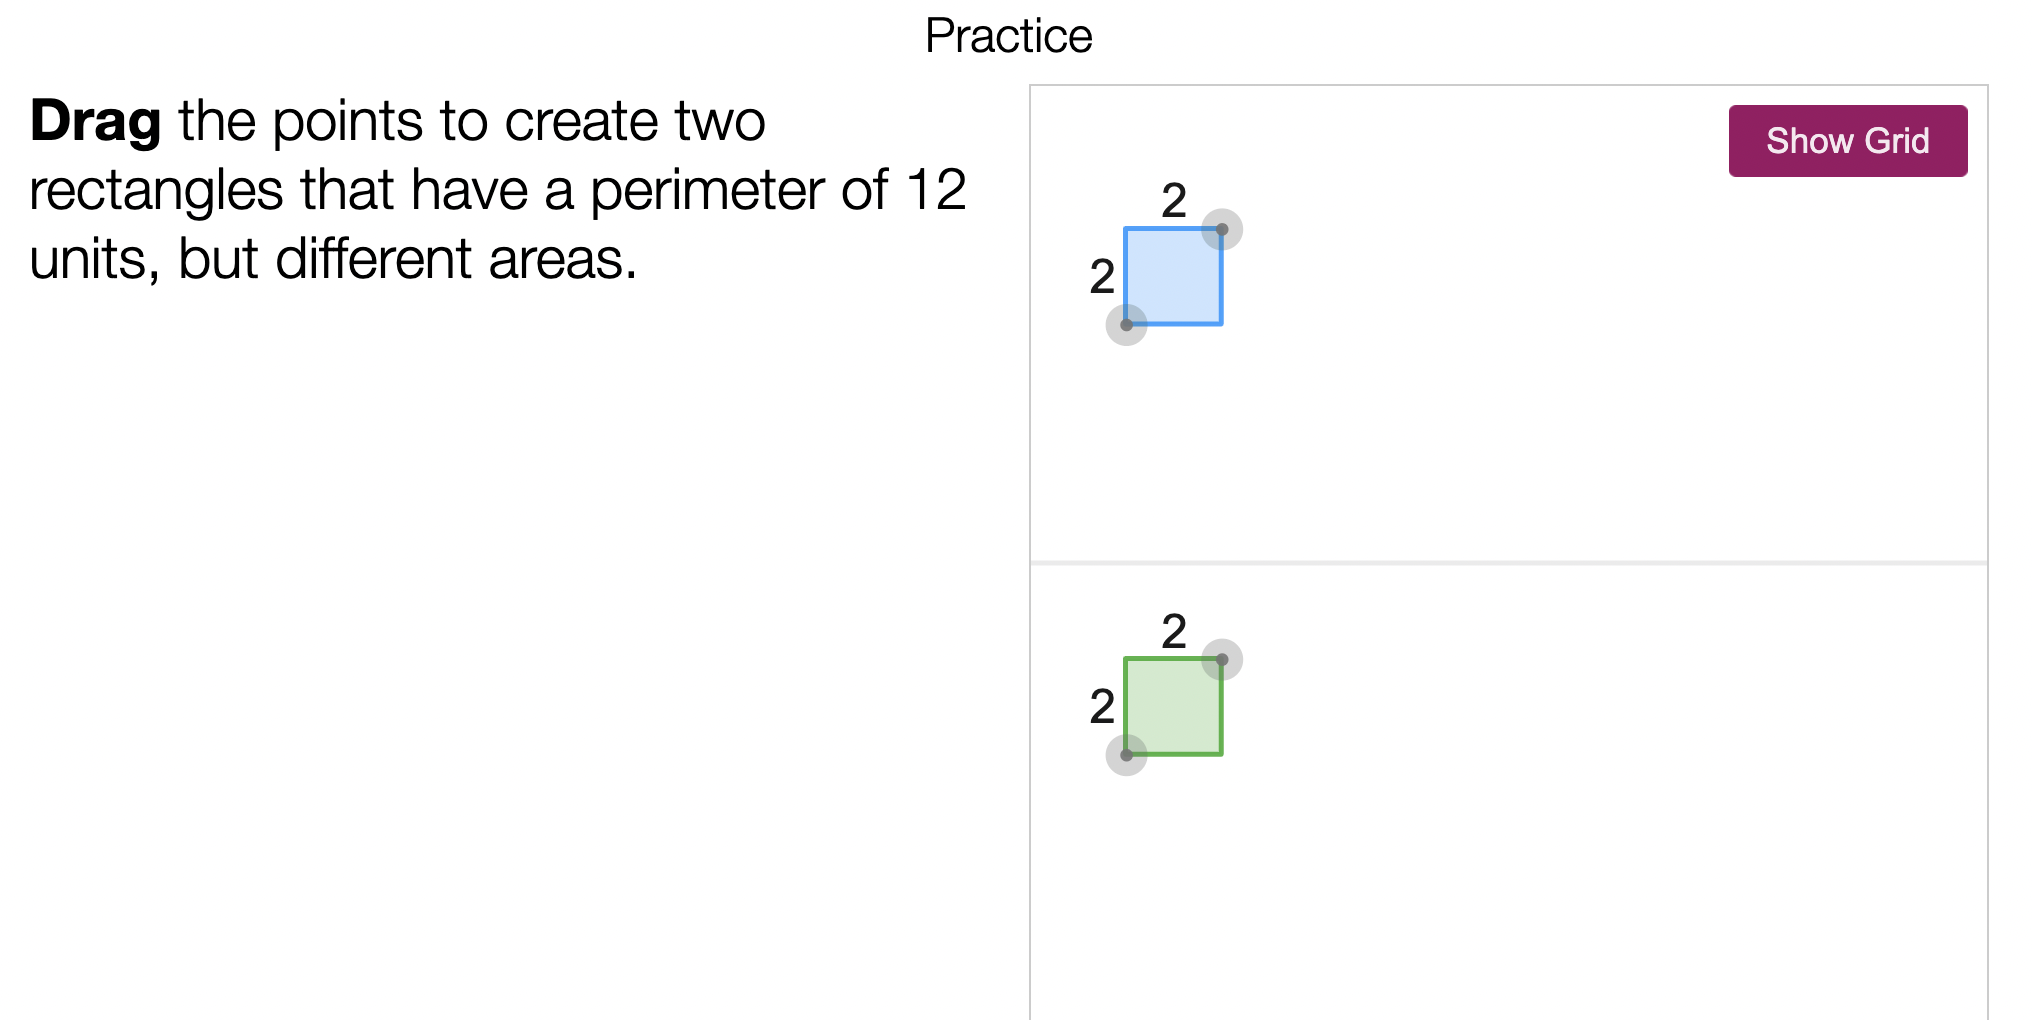 Practice
Drag the points to create two
rectangles that have a perimeter of 12
units, but different areas.
Show Grid
2
2
2
2